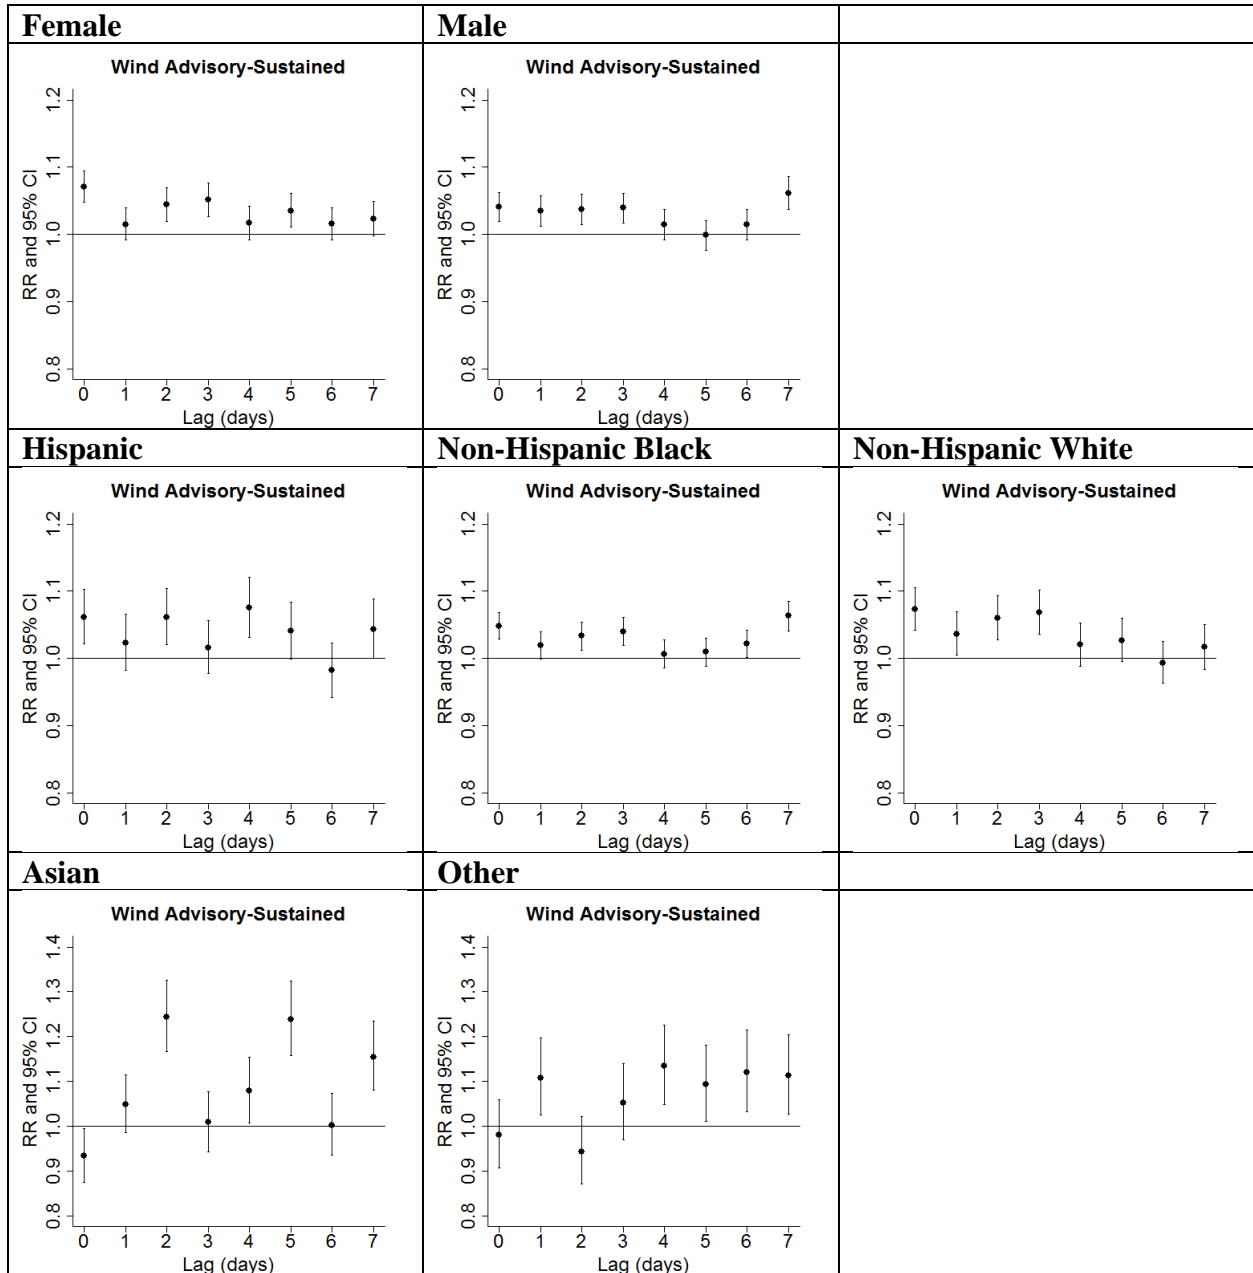 Female Male
Wind Advisory-Sustained Wind Advisory-Sustained
RR and 95% CI RR and 95% CI
1.2 1.2
1.1 1.1
1.0 1.0
0.9 0.9
0.8 0.8
0 1 2 3 4 5 6 7 0 1 2 3 4 5 6 7
Lag (days) Lag (days)
Hispanic Non-Hispanic Black Non-Hispanic White
Wind Advisory-Sustained Wind Advisory-Sustained Wind Advisory-Sustained
RR and 95% CI RR and 95% CI RR and 95% CI
1.2 1.2 1.2
1.1 1.1 1.1
1.0 1.0 1.0
0.9 0.9 0.9
0.8 0.8 0.8
0 1 2 3 4 5 6 7 0 1 2 3 4 5 6 7 0 1 2 3 4 5 6 7
Lag (days) Lag (days) Lag (days)
Asian Other
Wind Advisory-Sustained Wind Advisory-Sustained
RR and 95% CI RR and 95% CI
1.4 1.4
1.3 1.3
1.2 1.2
1.1 1.1
1.0 1.0
0.9 0.9
0.8 0.8
0 1 2 3 4 5 6 7 0 1 2 3 4 5 6 7
Lag (days) Lag (days)